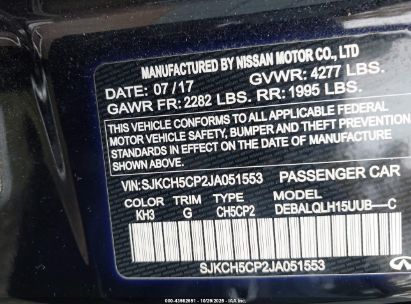 MANUFACTURED BY NISSAN MOTOR CO., LTD
DATE: 07/17 GVWR: 4277 LBS.
GAWR FR: 2282 LBS. RR: 1995 LBS.
THIS VEHICLE CONFORMS TO ALL APPLICABLE FEDERAL
MOTOR VEHICLE SAFETY, BUMPER AND THEFT PREVENTION
STANDARDS IN EFFECT ON THE DATE OF MANUFACTURE SHOWN ABOVE.
VIN: SJKCH5CP2JA051553 PASSENGER CAR
COLOR TRIM TYPE MODEL
KH3 G CH5CP2 DEBALQLH15UUB---C
SJKCH5CP2JA051553